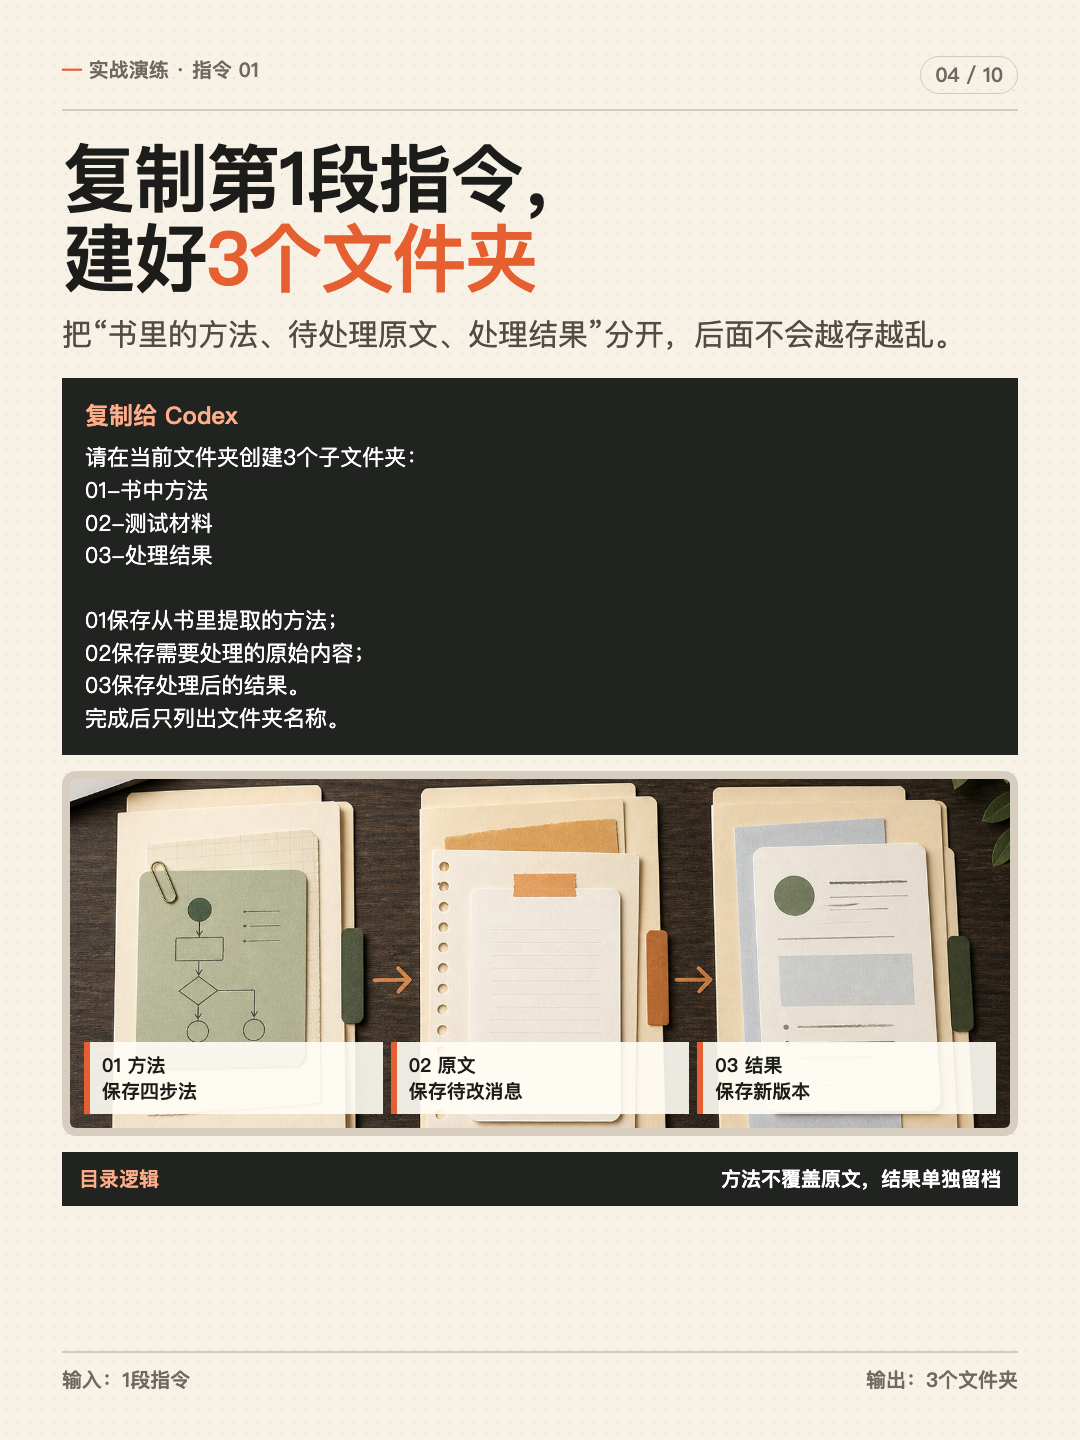 — 实战演练 · 指令 01
04 / 10
复制第1段指令，
建好3个文件夹
把“书里的方法、待处理原文、处理结果”分开，后面不会越存越乱。
复制给 Codex
请在当前文件夹创建3个子文件夹：
01–书中方法
02–测试材料
03–处理结果
01保存从书里提取的方法；
02保存需要处理的原始内容；
03保存处理后的结果。
完成后只列出文件夹名称。
01 方法
保存四步法
02 原文
保存待改消息
03 结果
保存新版本
目录逻辑
方法不覆盖原文，结果单独留档
输入：1段指令
输出：3个文件夹